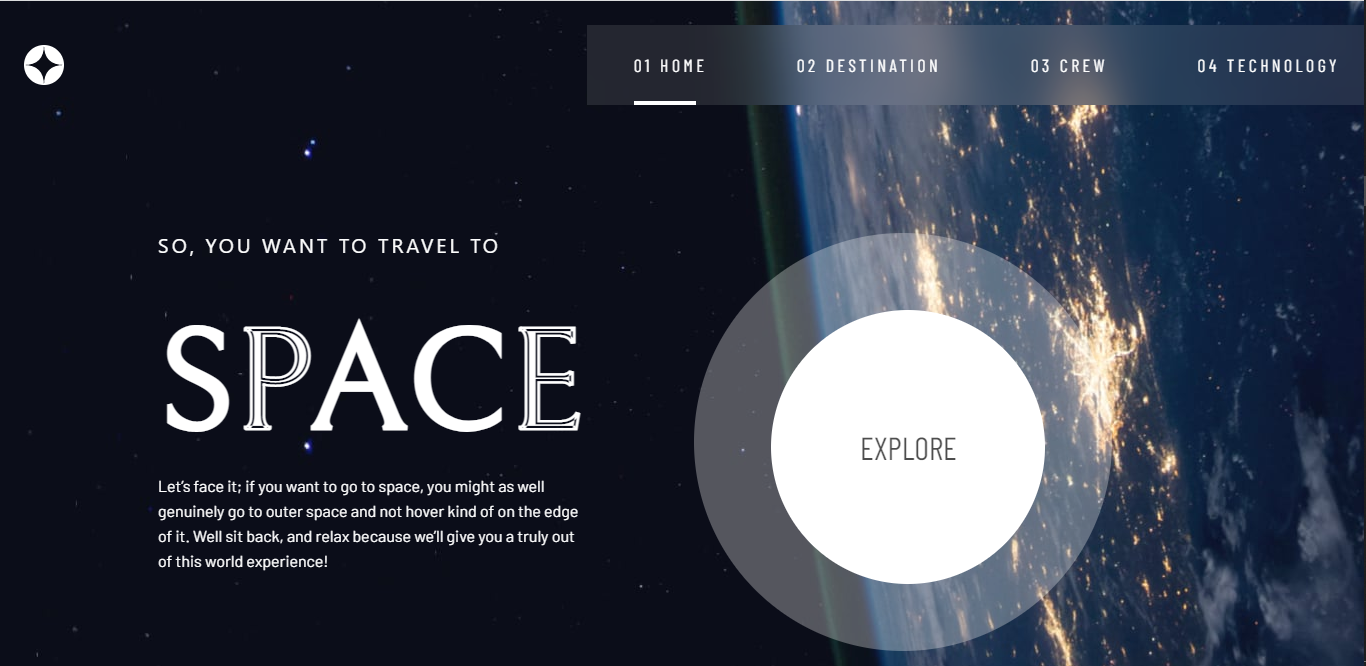 01 HOME
02 DESTINATION
03 CREW
04 TECHNOLOGY
SO, YOU WANT TO TRAVEL TO
SPACE
Let's face it; if you want to go to space, you might as well
genuinely go to outer space and not hover kind of on the edge
of it. Well sit back, and relax because we'll give you a truly out
of this world experience!
EXPLORE